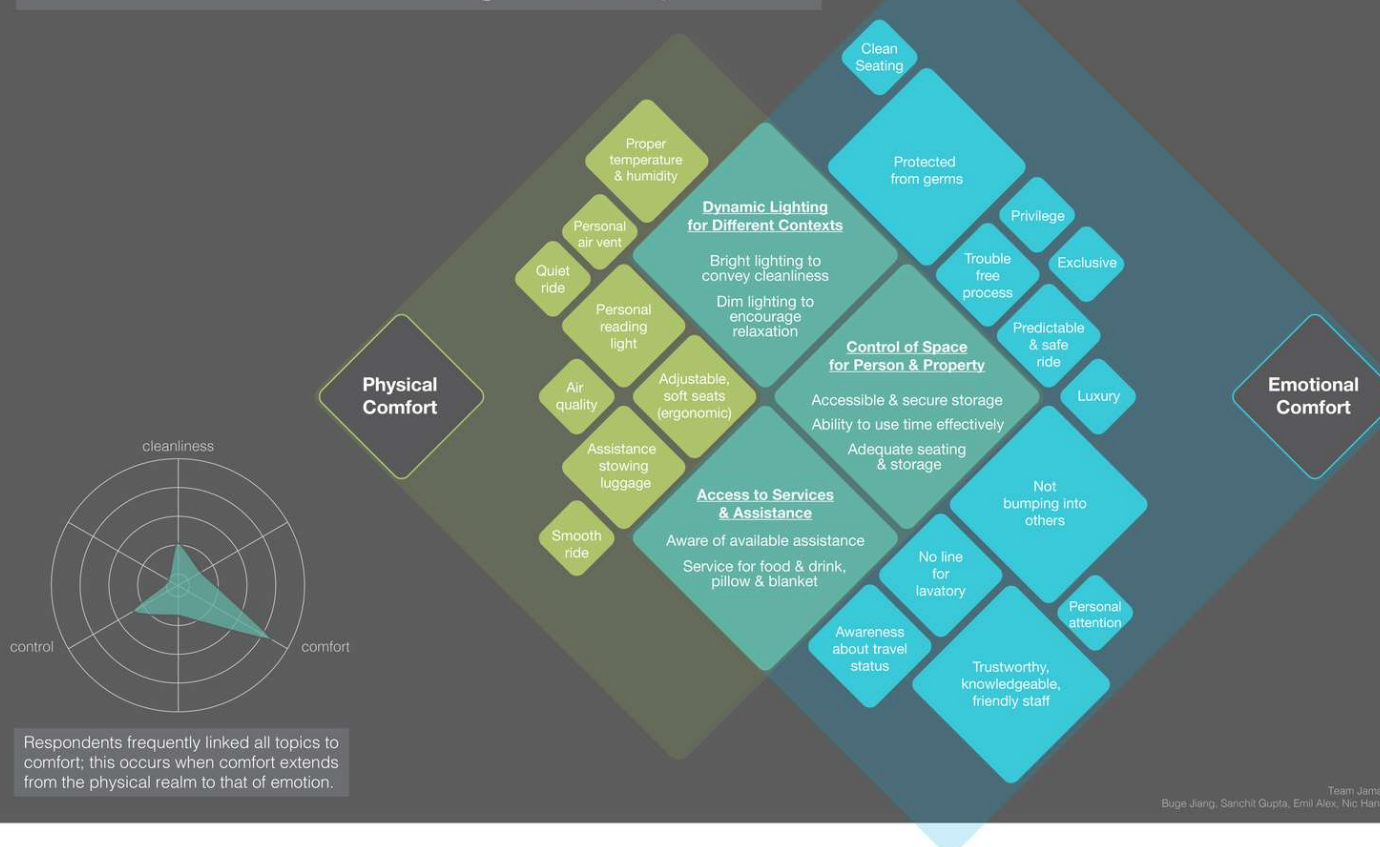 Clean
Seating
Proper
temperature
& humidity
Protected
from germs
Dynamic Lighting
for Different Contexts
Bright lighting to
convey cleanliness
Dim lighting to
encourage
relaxation
Personal
air vent
Privilege
Quiet
ride
Trouble
free
process
Exclusive
Personal
reading
light
Predictable
& safe
ride
Control of Space
for Person & Property
Accessible & secure storage
Ability to use time effectively
Adequate seating
& storage
Physical
Comfort
Air
quality
Adjustable,
soft seats
(ergonomic)
Luxury
Emotional
Comfort
Assistance
stowing
luggage
Not
bumping into
others
Access to Services
& Assistance
Aware of available assistance
Service for food & drink,
pillow & blanket
Smooth
ride
No line
for
lavatory
Personal
attention
Awareness
about travel
status
Trustworthy,
knowledgeable,
friendly staff
cleanliness
control
comfort
Respondents frequently linked all topics to
comfort; this occurs when comfort extends
from the physical realm to that of emotion.
Team Jama
Buge Jiang, Sanchit Gupta, Emil Alex, Nic Han